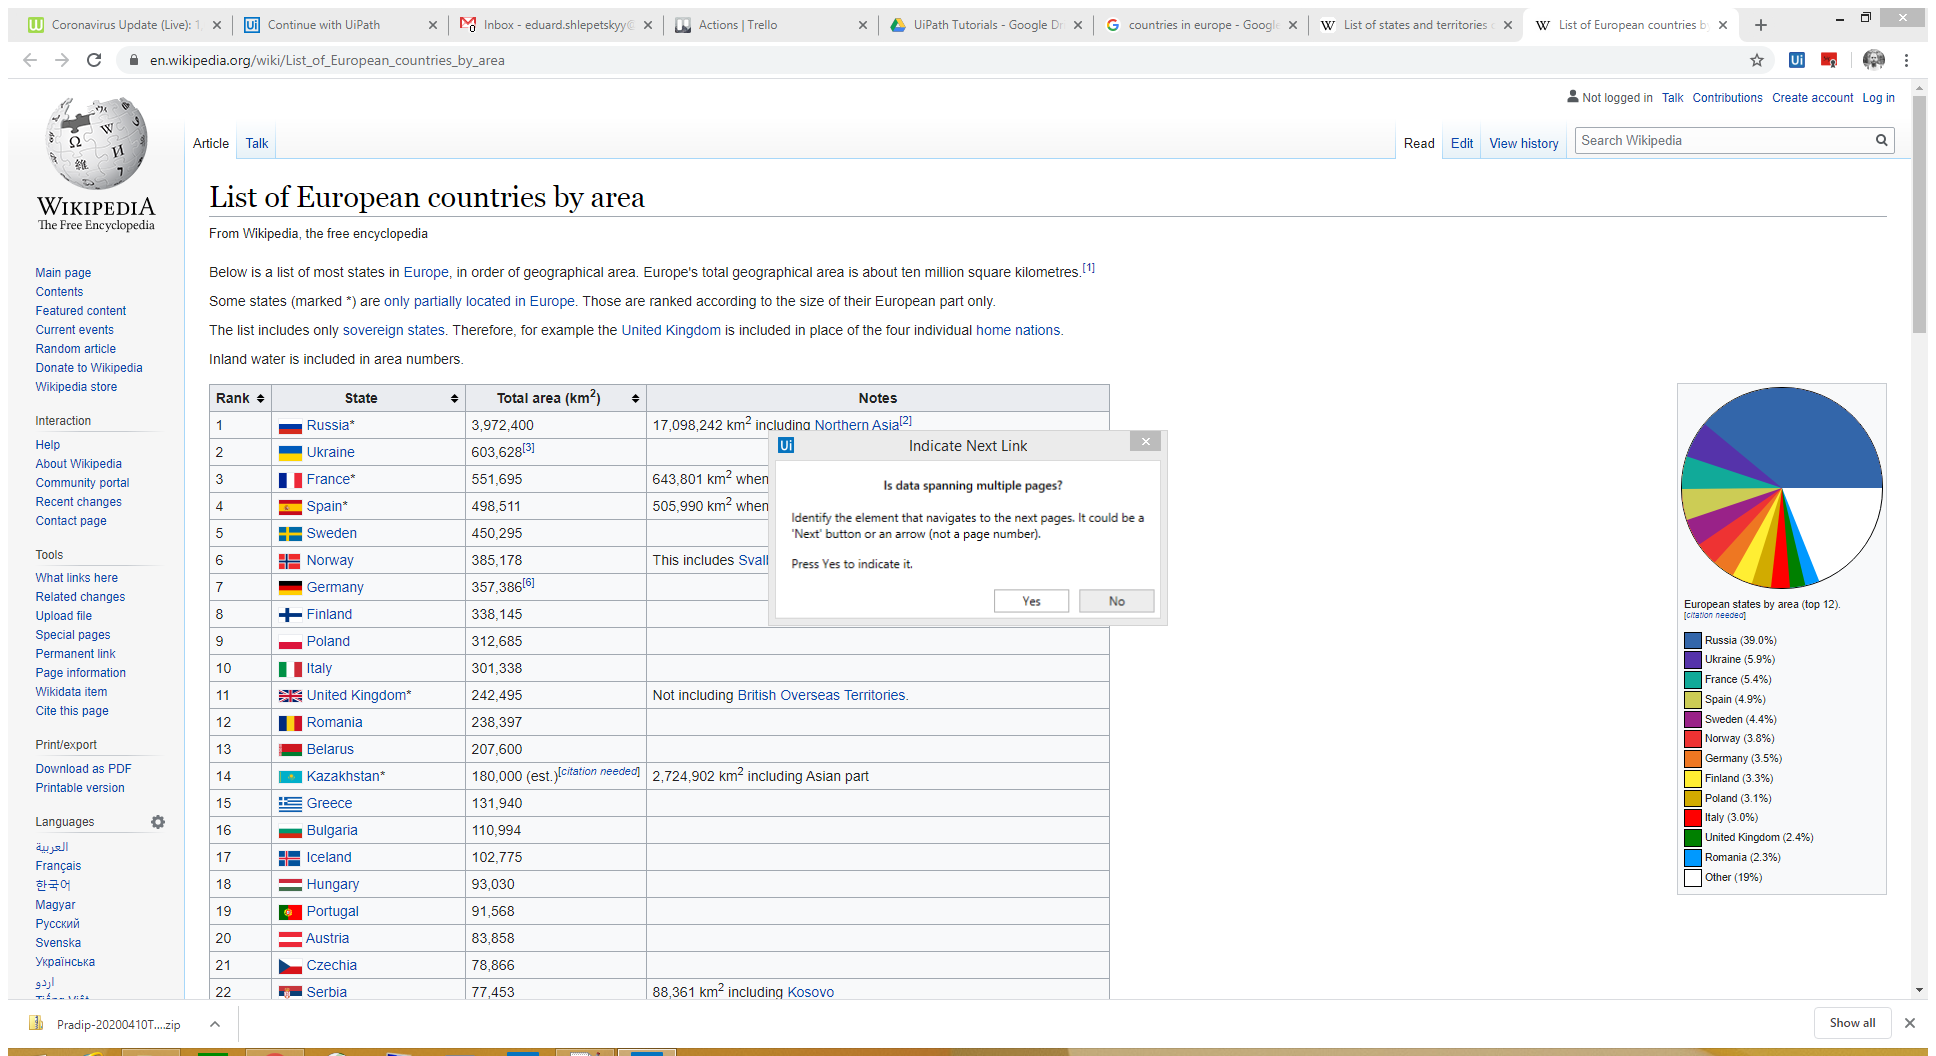 Coronavirus Update (Live): 1
Continue with UiPath
Inbox - eduard.shlepetskyy@
Actions | Trello
UiPath Tutorials - Google Dr
countries in europe - Google
List of states and territories o
List of European countries by
en.wikipedia.org/wiki/List_of_European_countries_by_area
Ui
Not logged in Talk Contributions Create account Log in
Article Talk
Read Edit View history
Search Wikipedia
WIKIPEDIA
The Free Encyclopedia
Main page
Contents
Featured content
Current events
Random article
Donate to Wikipedia
Wikipedia store
Interaction
Help
About Wikipedia
Community portal
Recent changes
Contact page
Tools
What links here
Related changes
Upload file
Special pages
Permanent link
Page information
Wikidata item
Cite this page
Print/export
Download as PDF
Printable version
Languages
العربية
Français
한국어
Magyar
Русский
Svenska
Українська
اردو
Tiếng Việt
List of European countries by area
From Wikipedia, the free encyclopedia
Below is a list of most states in Europe, in order of geographical area. Europe's total geographical area is about ten million square kilometres.[1]
Some states (marked *) are only partially located in Europe. Those are ranked according to the size of their European part only.
The list includes only sovereign states. Therefore, for example the United Kingdom is included in place of the four individual home nations.
Inland water is included in area numbers.
Rank State Total area (km2) Notes
1 Russia* 3,972,400 17,098,242 km2 including Northern Asia[2]
2 Ukraine 603,628[3]
3 France* 551,695 643,801 km2 when
4 Spain* 498,511 505,990 km2 when
5 Sweden 450,295
6 Norway 385,178 This includes Svalb
7 Germany 357,386[6]
8 Finland 338,145
9 Poland 312,685
10 Italy 301,338
11 United Kingdom* 242,495 Not including British Overseas Territories.
12 Romania 238,397
13 Belarus 207,600
14 Kazakhstan* 180,000 (est.)[citation needed] 2,724,902 km2 including Asian part
15 Greece 131,940
16 Bulgaria 110,994
17 Iceland 102,775
18 Hungary 93,030
19 Portugal 91,568
20 Austria 83,858
21 Czechia 78,866
22 Serbia 77,453 88,361 km2 including Kosovo
Ui Indicate Next Link
Is data spanning multiple pages?
Identify the element that navigates to the next pages. It could be a
'Next' button or an arrow (not a page number).
Press Yes to indicate it.
Yes No
European states by area (top 12).
[citation needed]
Russia (39.0%)
Ukraine (5.9%)
France (5.4%)
Spain (4.9%)
Sweden (4.4%)
Norway (3.8%)
Germany (3.5%)
Finland (3.3%)
Poland (3.1%)
Italy (3.0%)
United Kingdom (2.4%)
Romania (2.3%)
Other (19%)
Pradip-20200410T....zip
Show all